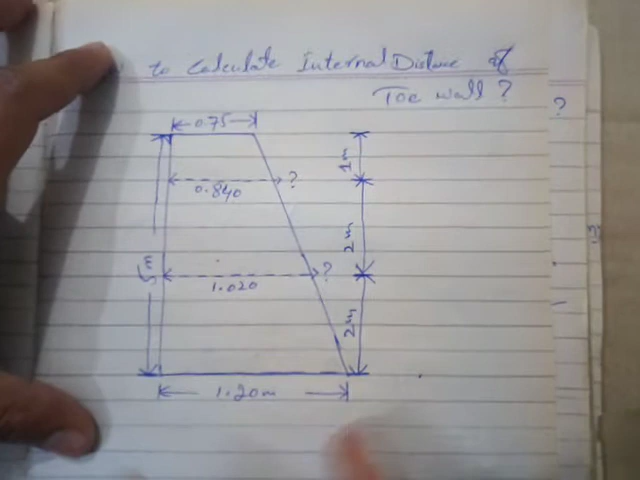 to Calculate Internal Distance of
Toe wall ?
?
0.75
1m
0.840
?
2m
5m
?
1.020
2m
1.20m